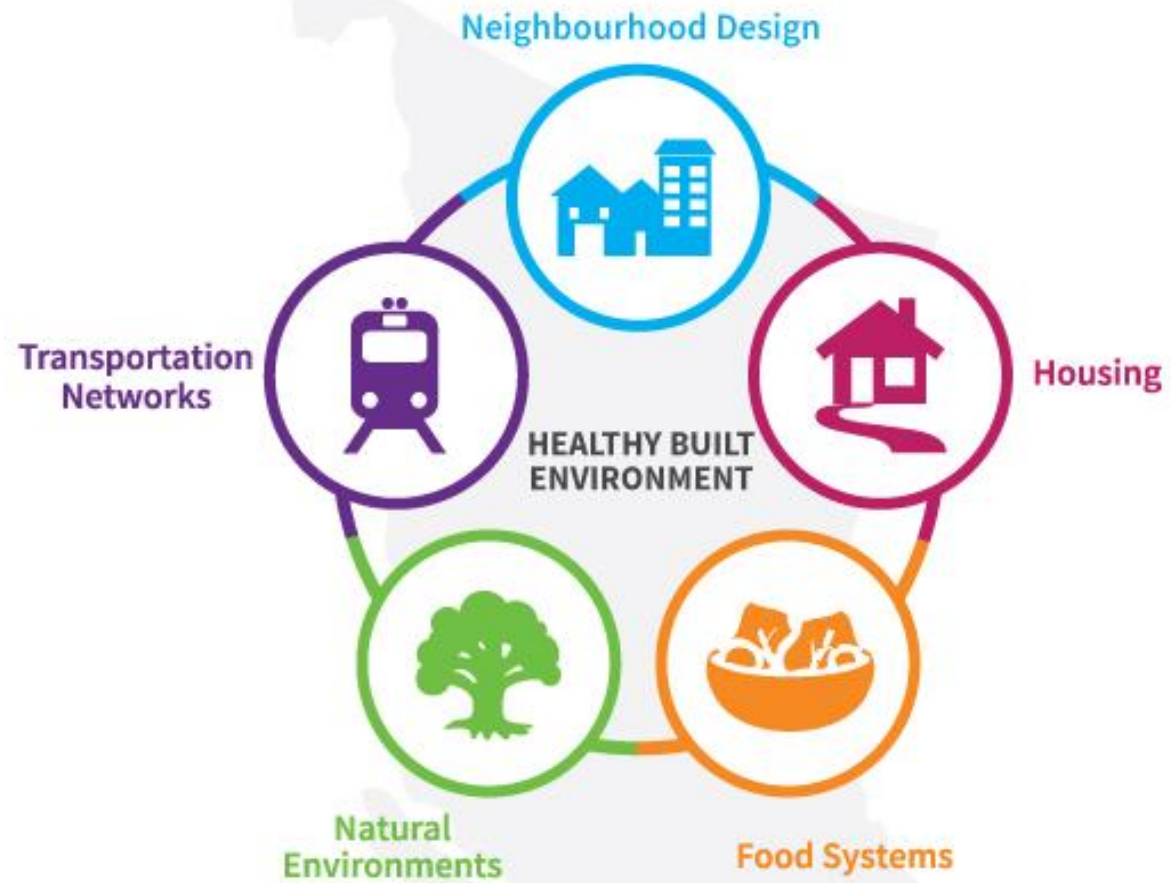 Neighbourhood Design
Transportation
Networks
Housing
HEALTHY BUILT
ENVIRONMENT
Natural
Environments
Food Systems